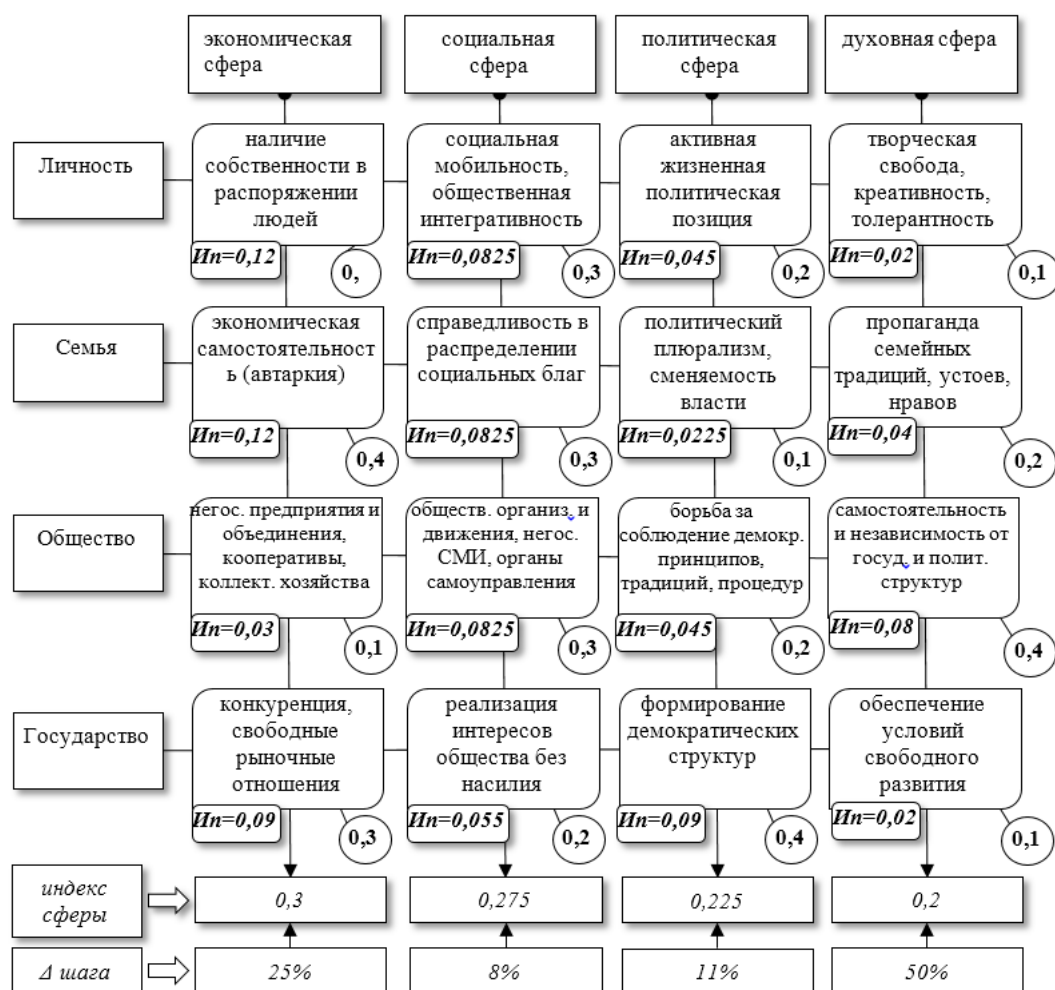 экономическая
сфера
социальная
сфера
политическая
сфера
духовная сфера
Личность
наличие
собственности в
распоряжении
людей
Ип=0,12
0,
социальная
мобильность,
общественная
интегративность
Ип=0,0825
0,3
активная
жизненная
политическая
позиция
Ип=0,045
0,2
творческая
свобода,
креативность,
толерантность
Ип=0,02
0,1
Семья
экономическая
самостоятельност
ь (автаркия)
Ип=0,12
0,4
справедливость в
распределении
социальных благ
Ип=0,0825
0,3
политический
плюрализм,
сменяемость
власти
Ип=0,0225
0,1
пропаганда
семейных
традиций, устоев,
нравов
Ип=0,04
0,2
Общество
негос. предприятия и
объединения,
кооперативы,
коллект. хозяйства
Ип=0,03
0,1
обществ. организ. и
движения, негос.
СМИ, органы
самоуправления
Ип=0,0825
0,3
борьба за
соблюдение демокр.
принципов,
традиций, процедур
Ип=0,045
0,2
самостоятельность
и независимость от
госуд. и полит.
структур
Ип=0,08
0,4
Государство
конкуренция,
свободные
рыночные
отношения
Ип=0,09
0,3
реализация
интересов
общества без
насилия
Ип=0,055
0,2
формирование
демократических
структур
Ип=0,09
0,4
обеспечение
условий
свободного
развития
Ип=0,02
0,1
индекс
сферы
0,3
0,275
0,225
0,2
Δ шага
25%
8%
11%
50%